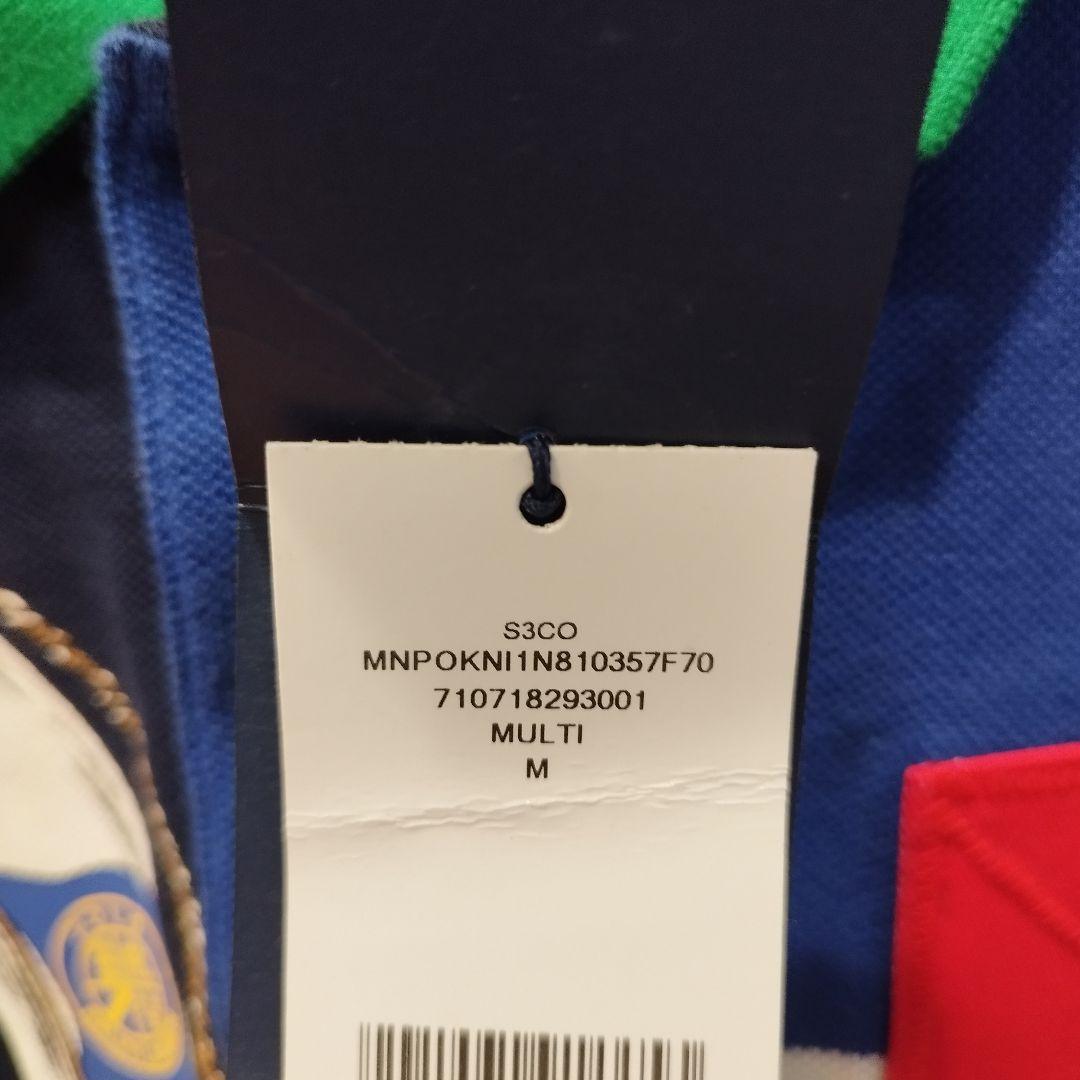 S3CO
MNPOKNI1N810357F70
710718293001
MULTI
M